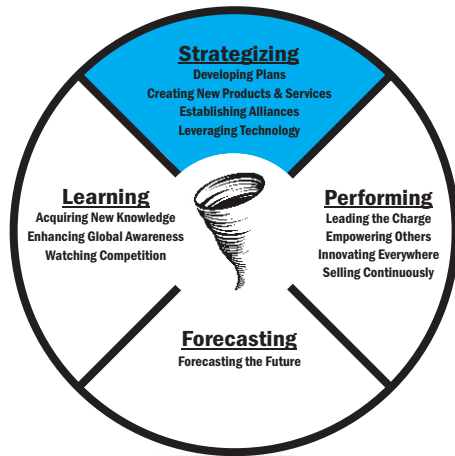 Strategizing
Developing Plans
Creating New Products & Services
Establishing Alliances
Leveraging Technology
Learning
Acquiring New Knowledge
Enhancing Global Awareness
Watching Competition
Performing
Leading the Charge
Empowering Others
Innovating Everywhere
Selling Continuously
Forecasting
Forecasting the Future